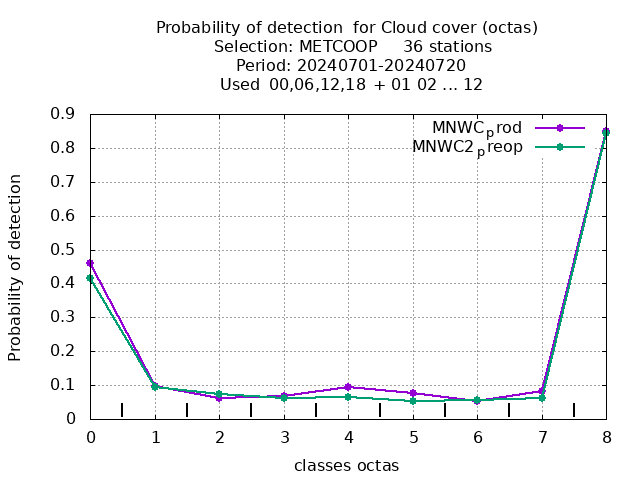 Probability of detection  for Cloud cover (octas)
Selection: METCOOP     36 stations
Period: 20240701-20240720
Used  00,06,12,18  + 01 02 ... 12
MNWCprod
MNWC2preop
0.9
0.8
0.7
0.6
0.5
0.4
0.3
0.2
0.1
0
Probability of detection
0 1 2 3 4 5 6 7 8
classes octas